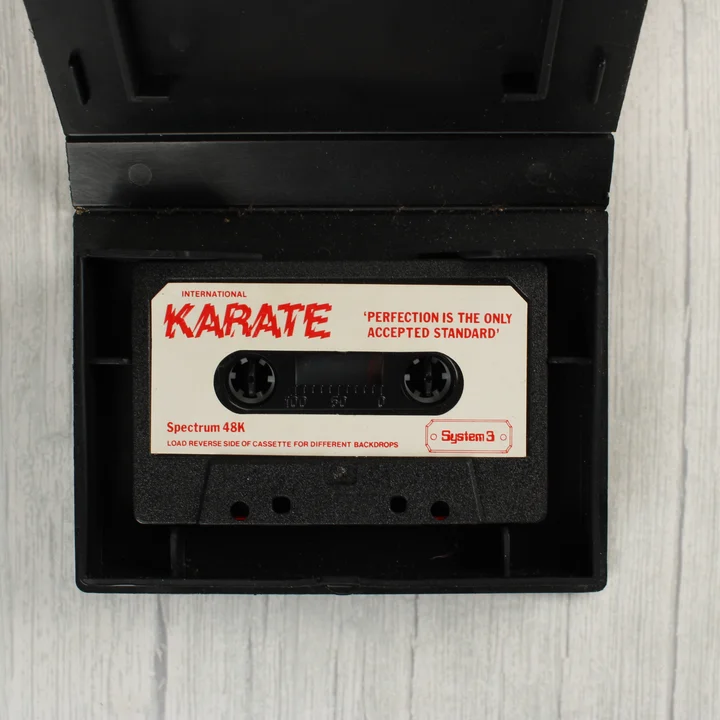 INTERNATIONAL
KARATE
'PERFECTION IS THE ONLY
ACCEPTED STANDARD'
100 50 0
Spectrum 48K
LOAD REVERSE SIDE OF CASSETTE FOR DIFFERENT BACKDROPS
System 3